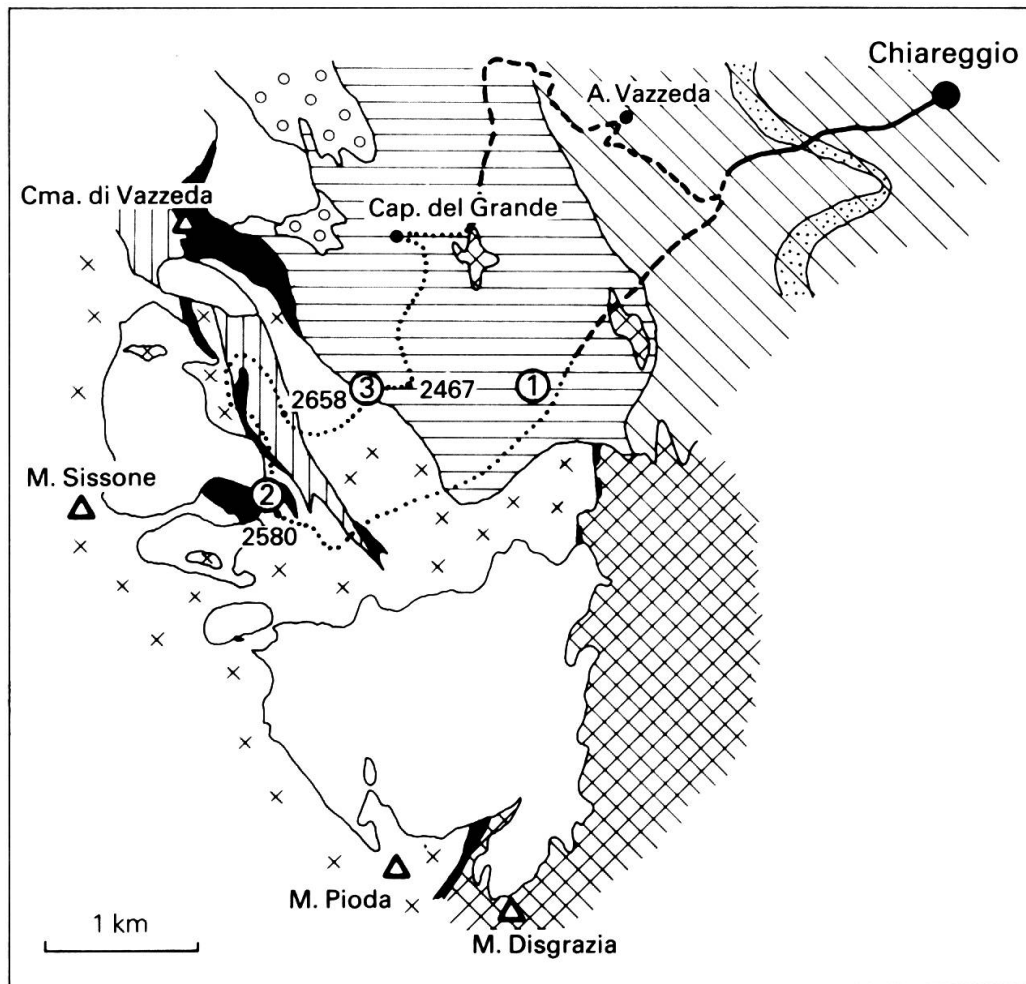 Chiareggio
A. Vazzeda
Cma. di Vazzeda
Cap. del Grande
3
2467
1
2658
M. Sissone
2
2580
M. Pioda
1 km
M. Disgrazia